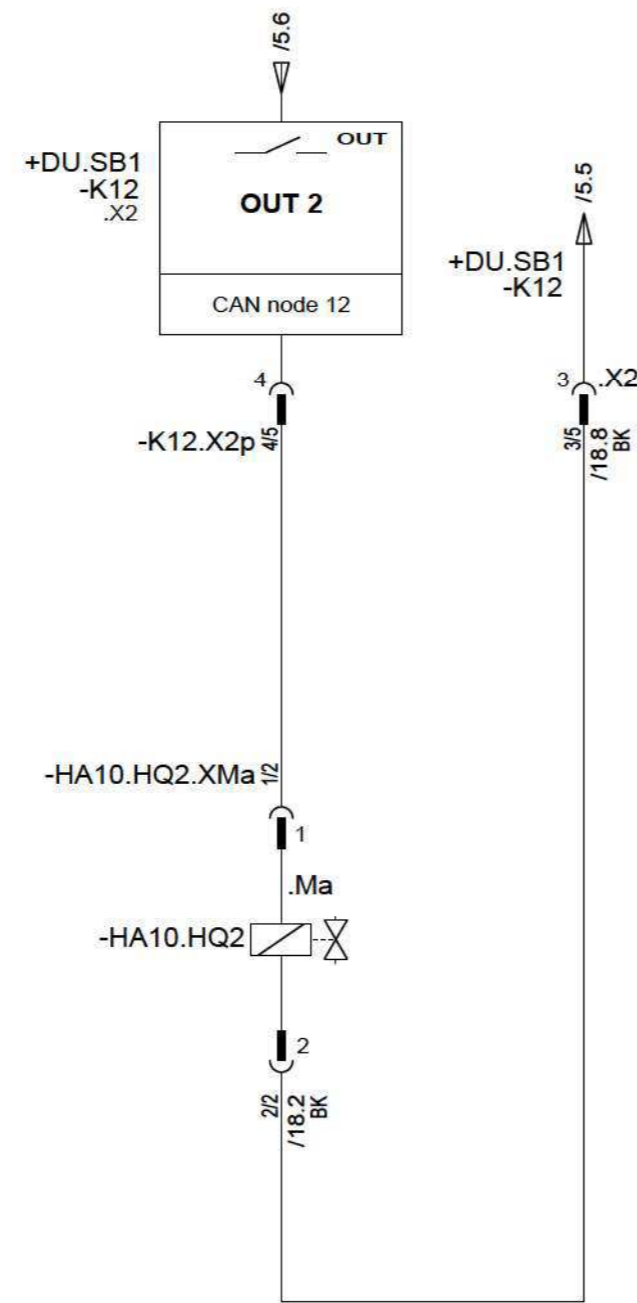 /5.6
+DU.SB1
-K12
.X2
OUT
OUT 2
CAN node 12
/5.5
+DU.SB1
-K12
4
-K12.X2p 4/5
3 .X2
3/5
/18.8
BK
-HA10.HQ2.XMa 1/2
1
.Ma
-HA10.HQ2
2
2/2
/18.2
BK